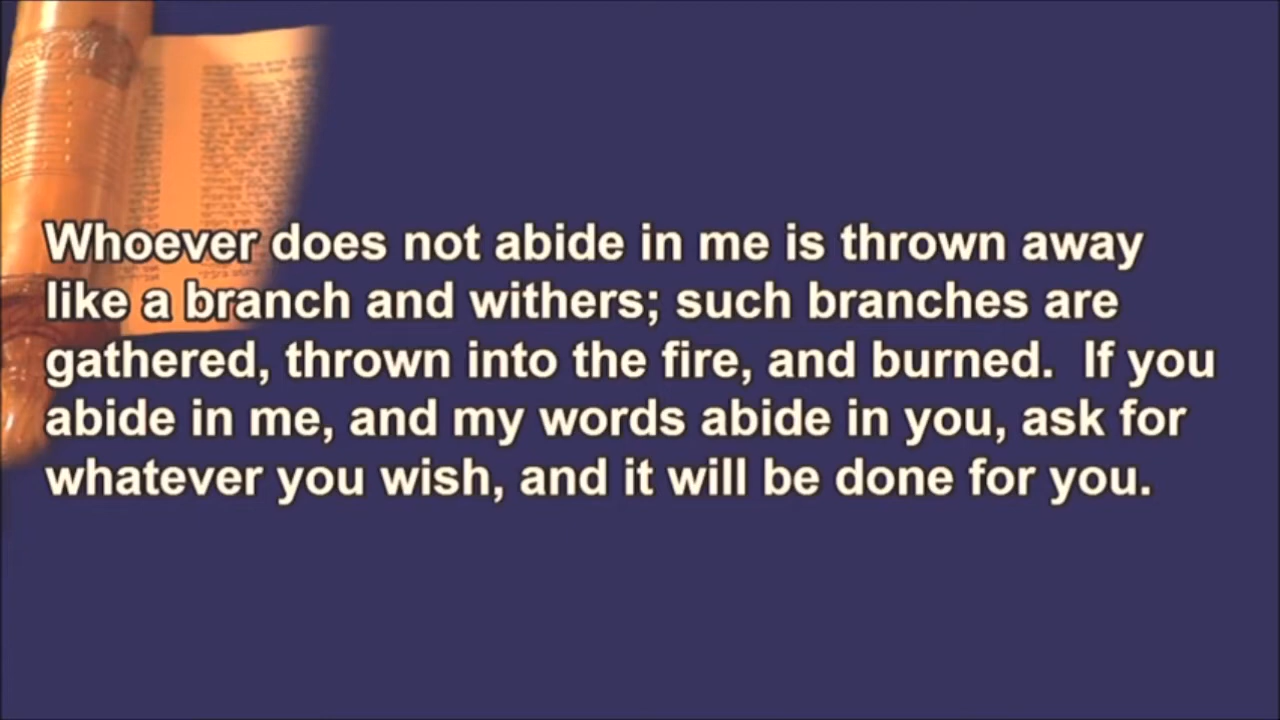 Whoever does not abide in me is thrown away
like a branch and withers; such branches are
gathered, thrown into the fire, and burned.  If you
abide in me, and my words abide in you, ask for
whatever you wish, and it will be done for you.